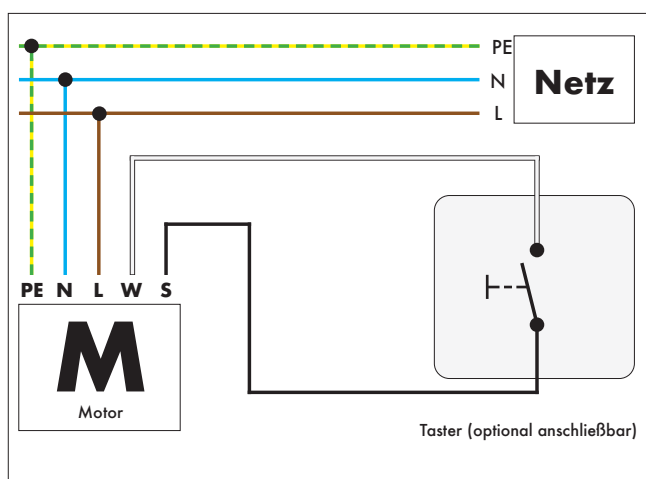 PE
N
L
Netz
PE N L W S
M
Motor
Taster (optional anschließbar)